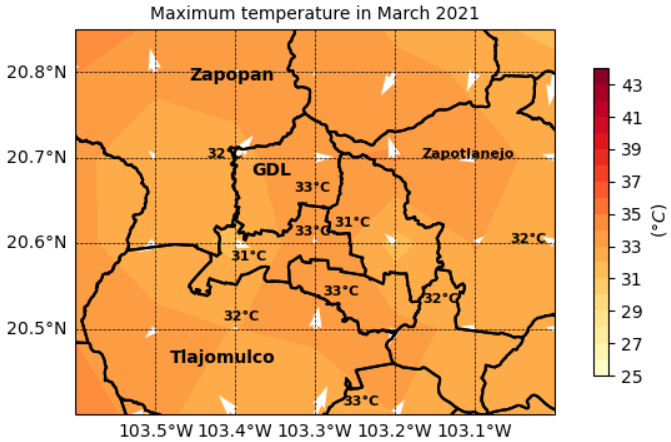 Maximum temperature in March 2021
20.8°N
20.7°N
20.6°N
20.5°N
Zapopan
32°
GDL
Zapotlanejo
33°C
31°C
33°C
32°C
31°C
33°C
32°C
32°C
Tlajomulco
33°C
103.5°W 103.4°W 103.3°W 103.2°W 103.1°W
43
41
39
37
35
33
31
29
27
25
(°C)